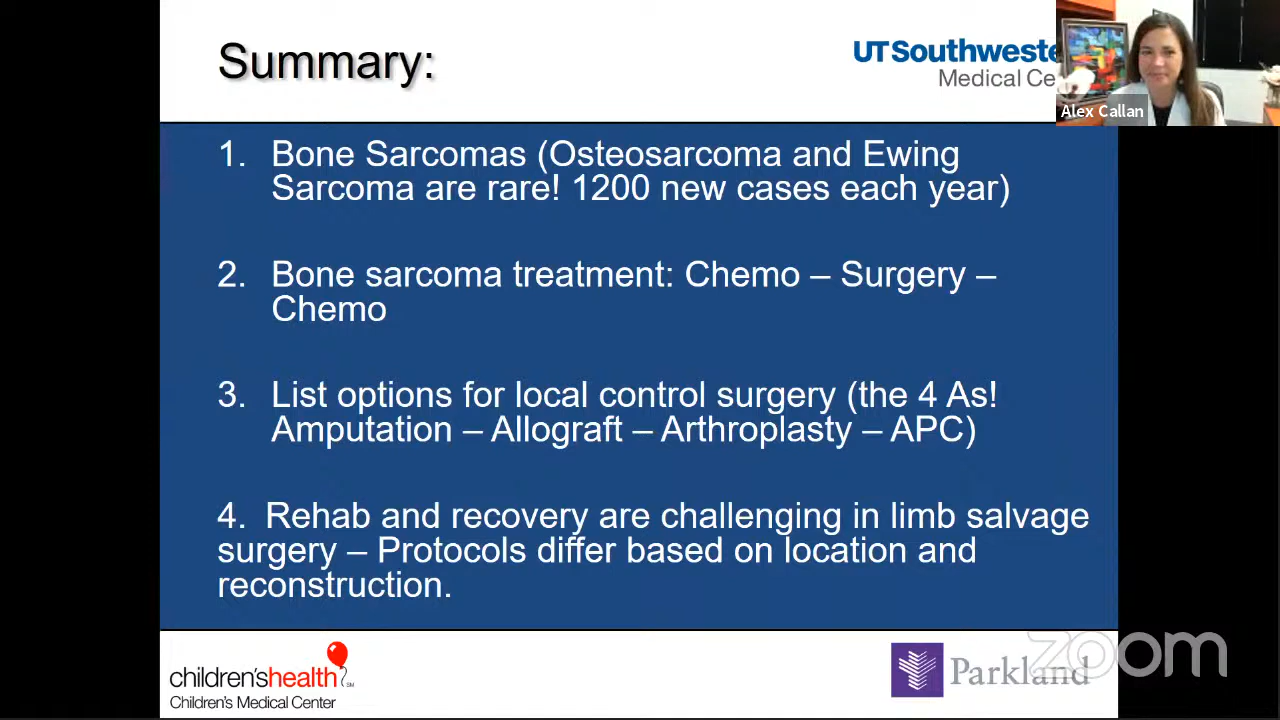 Summary:
UTSouthweste
Medical Ce
Alex Callan
1. Bone Sarcomas (Osteosarcoma and Ewing
Sarcoma are rare! 1200 new cases each year)
2. Bone sarcoma treatment: Chemo – Surgery –
Chemo
3. List options for local control surgery (the 4 As!
Amputation – Allograft – Arthroplasty – APC)
4. Rehab and recovery are challenging in limb salvage
surgery – Protocols differ based on location and
reconstruction.
children'shealth SM
Children's Medical Center
Parkland
zoom